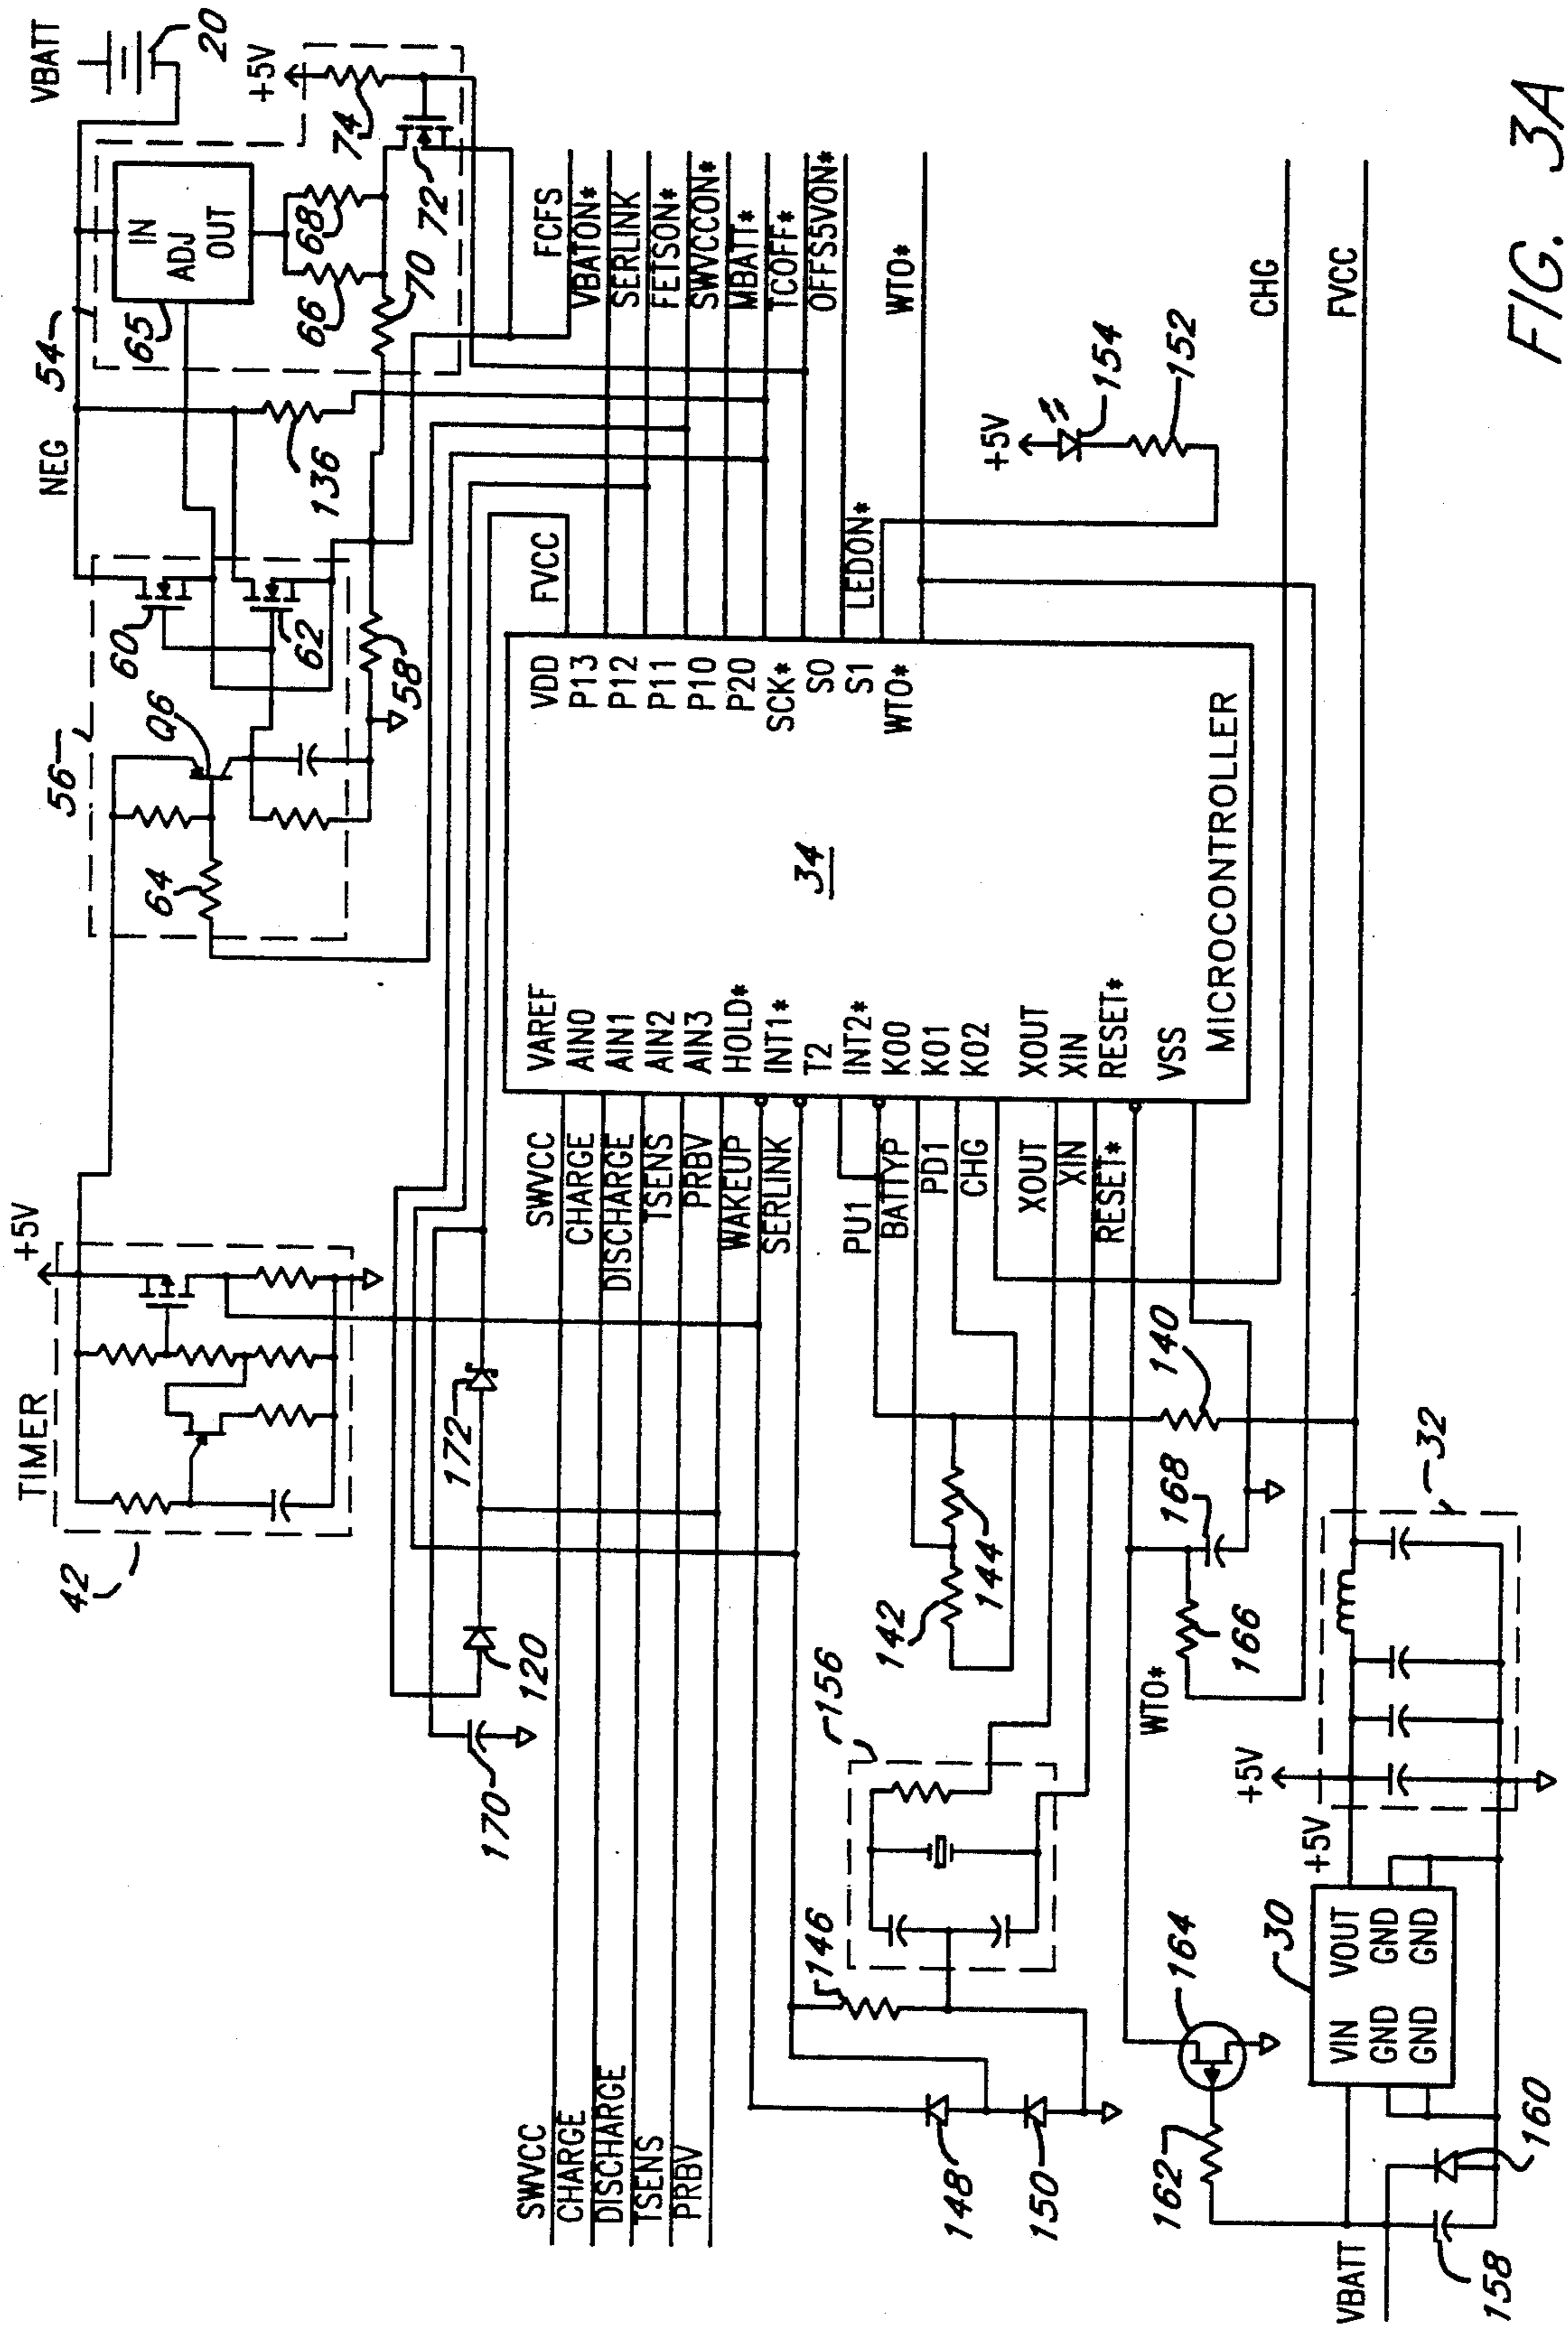 VBATT
20
+5V
74
IN
ADJ
OUT
54
65
66
68
70
72
NEG
136
56
60
62
Q6
64
58
TIMER
+5V
42
172
120
170
FCFS
VBATON*
SERLINK
FETSON*
SWVCCON*
MBATT*
TCOFF*
OFFS5VON*
LEDON*
WTO*
FVCC
VDD
P13
P12
P11
P10
P20
SCK*
S0
S1
WTO*
34
MICROCONTROLLER
VAREF
AIN0
AIN1
AIN2
AIN3
HOLD*
INT1*
T2
INT2*
K00
K01
K02
XOUT
XIN
RESET*
VSS
SWVCC
CHARGE
DISCHARGE
TSENS
PRBV
WAKEUP
SERLINK
PU1
BATTYP
PD1
CHG
XOUT
XIN
RESET*
+5V
154
152
CHG
FVCC
SWVCC
CHARGE
DISCHARGE
TSENS
PRBV
142
144
140
156
146
148
150
168
166
WTO*
164
162
+5V
32
+5V
30
VIN VOUT
GND GND
GND GND
160
158
VBATT
FIG. 3A